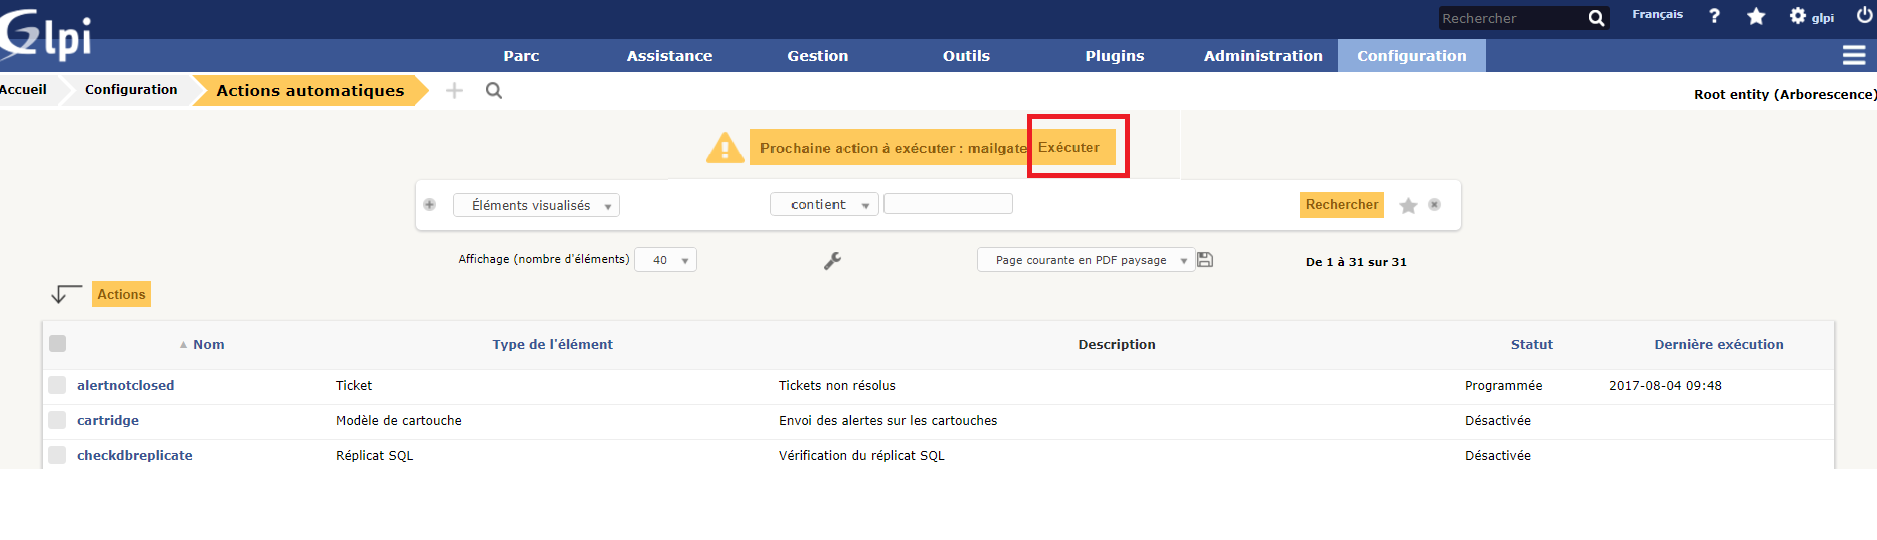 Glpi
Rechercher Français ? glpi
Parc Assistance Gestion Outils Plugins Administration Configuration
Accueil Configuration Actions automatiques
Root entity (Arborescence)
Prochaine action à exécuter : mailgate Exécuter
Éléments visualisés contient Rechercher
Affichage (nombre d'éléments) 40 Page courante en PDF paysage De 1 à 31 sur 31
Actions
Nom Type de l'élément Description Statut Dernière exécution
alertnotclosed Ticket Tickets non résolus Programmée 2017-08-04 09:48
cartridge Modèle de cartouche Envoi des alertes sur les cartouches Désactivée
checkdbreplicate Réplicat SQL Vérification du réplicat SQL Désactivée